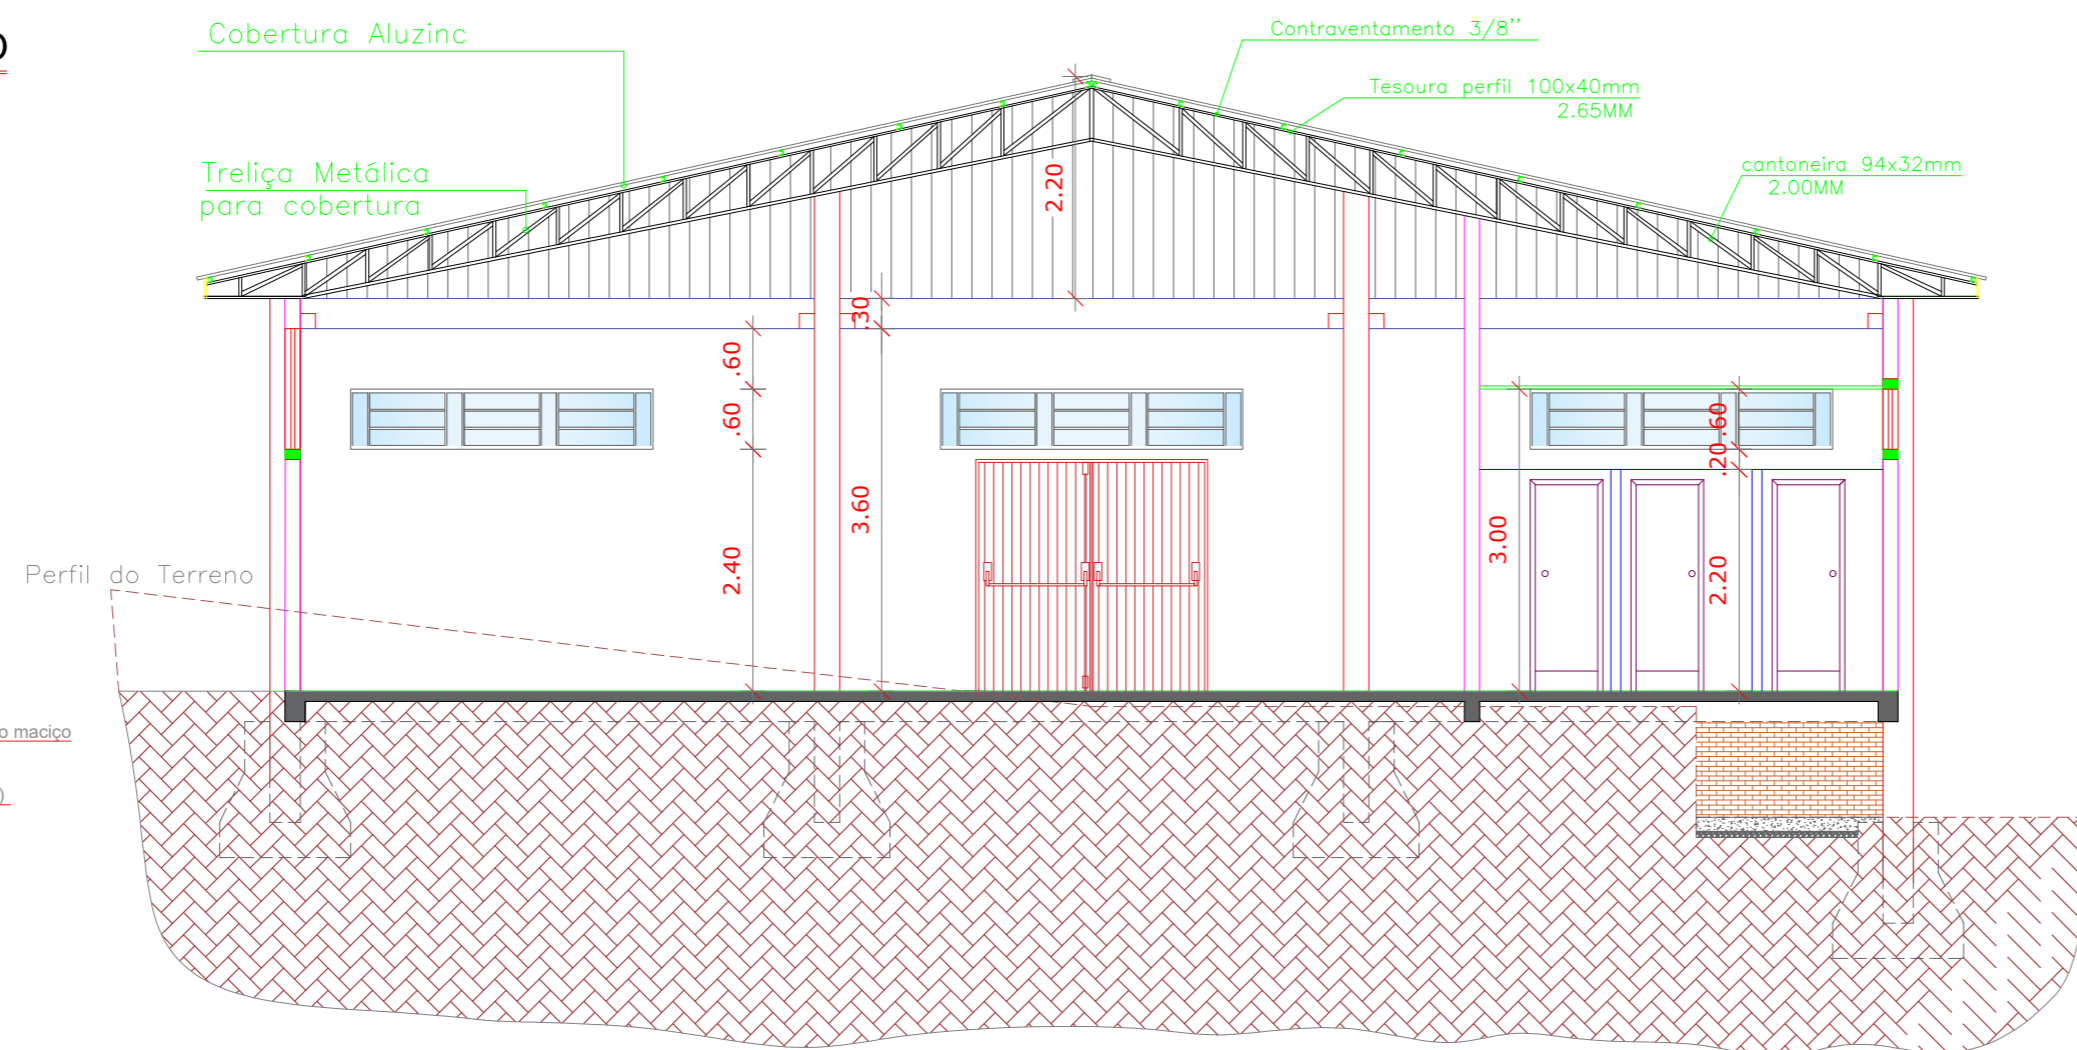 Cobertura Aluzinc
Contraventamento 3/8''
Tesoura perfil 100x40mm
2.65MM
Treliça Metálica
para cobertura
cantoneira 94x32mm
2.00MM
2.20
.30
.60
.60
.60
.20
3.60
3.00
2.40
2.20
Perfil do Terreno
o maciço
)